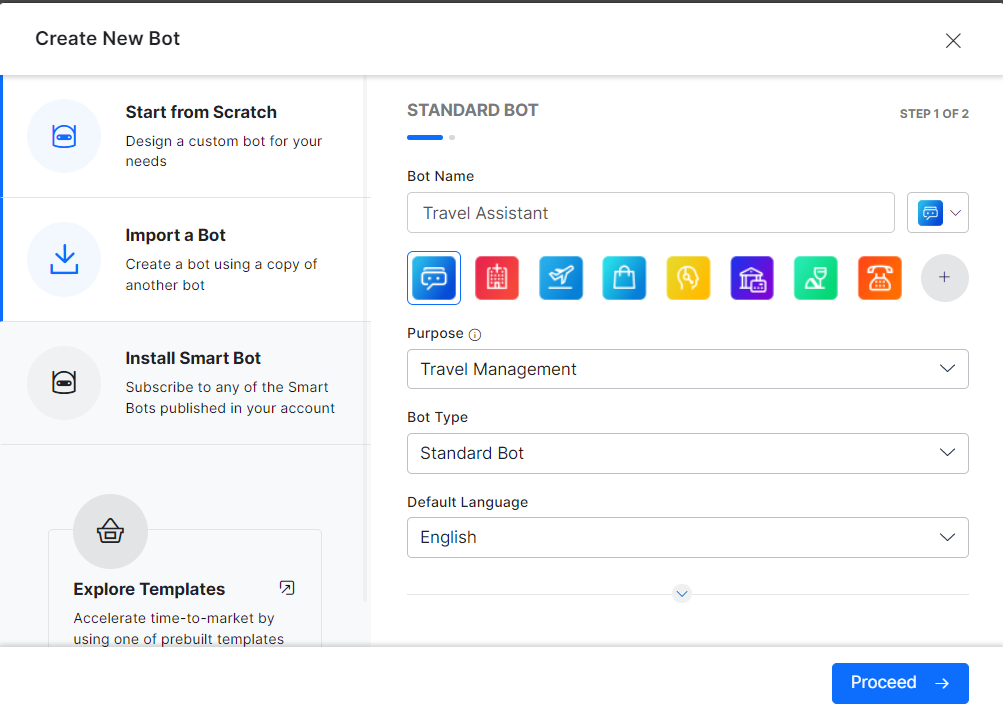 Create New Bot
Start from Scratch
Design a custom bot for your
needs
Import a Bot
Create a bot using a copy of
another bot
Install Smart Bot
Subscribe to any of the Smart
Bots published in your account
Explore Templates
Accelerate time-to-market by
using one of prebuilt templates
STANDARD BOT
STEP 1 OF 2
Bot Name
Travel Assistant
Purpose
Travel Management
Bot Type
Standard Bot
Default Language
English
Proceed